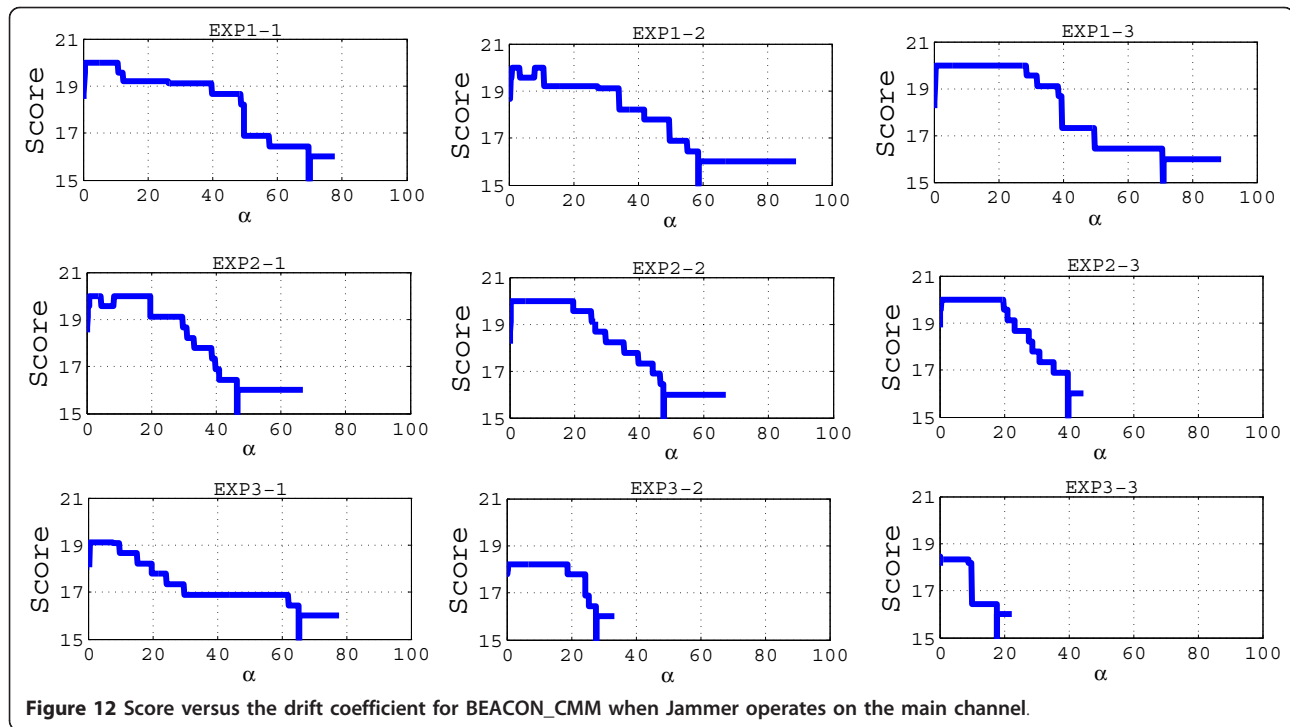 EXP1-1
21
19
17
15
Score
0 20 40 60 80 100
α
EXP1-2
21
19
17
15
Score
0 20 40 60 80 100
α
EXP1-3
21
19
17
15
Score
0 20 40 60 80 100
α
EXP2-1
21
19
17
15
Score
0 20 40 60 80 100
α
EXP2-2
21
19
17
15
Score
0 20 40 60 80 100
α
EXP2-3
21
19
17
15
Score
0 20 40 60 80 100
α
EXP3-1
21
19
17
15
Score
0 20 40 60 80 100
α
EXP3-2
21
19
17
15
Score
0 20 40 60 80 100
α
EXP3-3
21
19
17
15
Score
0 20 40 60 80 100
α
Figure 12 Score versus the drift coefficient for BEACON_CMM when Jammer operates on the main channel.